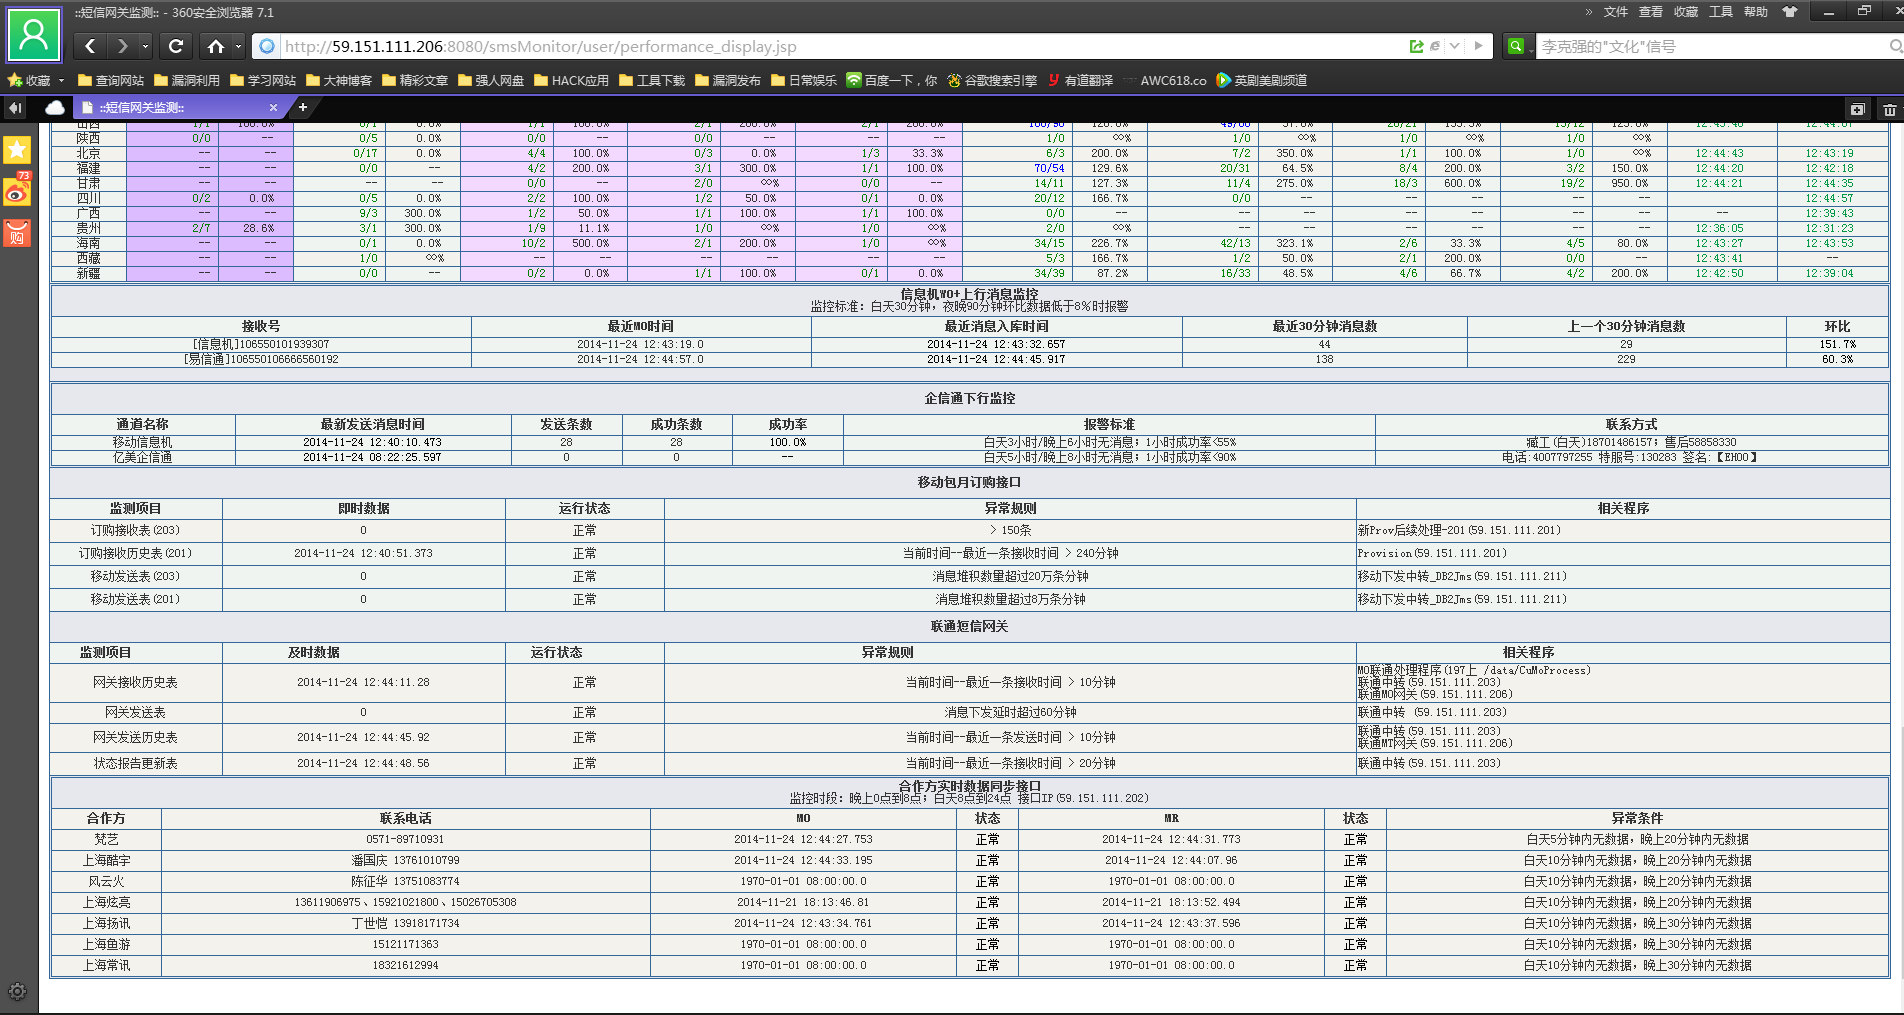 ::短信网关监测:: - 360安全浏览器 7.1
» 文件 查看 收藏 工具 帮助
http://59.151.111.206:8080/smsMonitor/user/performance_display.jsp
李克强的"文化"信号
收藏 查询网站 漏洞利用 学习网站 大神博客 精彩文章 强人网盘 HACK应用 工具下载 漏洞发布 日常娱乐 百度一下，你 谷歌搜索引擎 有道翻译 AWC618.co 英剧美剧频道
::短信网关监测::
73
购
陕西 0/0 -- 0/5 0.0% 0/0 -- 0/0 -- -- -- 1/0 ∞% 1/0 ∞% 1/0 ∞% 1/0 ∞%
北京 -- -- 0/17 0.0% 4/4 100.0% 0/3 0.0% 1/3 33.3% 6/3 200.0% 7/2 350.0% 1/1 100.0% 1/0 ∞% 12:44:43 12:43:19
福建 -- -- 0/0 -- 4/2 200.0% 3/1 300.0% 1/1 100.0% 70/54 129.6% 20/31 64.5% 8/4 200.0% 3/2 150.0% 12:44:20 12:42:18
甘肃 -- -- -- -- 0/0 -- 2/0 ∞% 0/0 -- 14/11 127.3% 11/4 275.0% 18/3 600.0% 19/2 950.0% 12:44:21 12:44:35
四川 0/2 0.0% 0/5 0.0% 2/2 100.0% 1/2 50.0% 0/1 0.0% 20/12 166.7% 0/0 -- -- -- -- -- 12:44:57
广西 -- -- 9/3 300.0% 1/2 50.0% 1/1 100.0% 1/1 100.0% 0/0 -- -- -- -- -- -- -- -- 12:39:43
贵州 2/7 28.6% 3/1 300.0% 1/9 11.1% 1/0 ∞% 1/0 ∞% 2/0 ∞% -- -- -- -- -- -- 12:36:05 12:31:23
海南 -- -- 0/1 0.0% 10/2 500.0% 2/1 200.0% 1/0 ∞% 34/15 226.7% 42/13 323.1% 2/6 33.3% 4/5 80.0% 12:43:27 12:43:53
西藏 -- -- 1/0 ∞% -- -- -- -- -- -- 5/3 166.7% 1/2 50.0% 2/1 200.0% 0/0 -- 12:43:41 --
新疆 -- -- 0/0 -- 0/2 0.0% 1/1 100.0% 0/1 0.0% 34/39 87.2% 16/33 48.5% 4/6 66.7% 4/2 200.0% 12:42:50 12:39:04
信息机WO+上行消息监控
监控标准：白天30分钟，夜晚90分钟环比数据低于8%时报警
接收号 最近MO时间 最近消息入库时间 最近30分钟消息数 上一个30分钟消息数 环比
[信息机]106550101939307 2014-11-24 12:43:19.0 2014-11-24 12:43:32.657 44 29 151.7%
[易信通]106550106666560192 2014-11-24 12:44:57.0 2014-11-24 12:44:45.917 138 229 60.3%
企信通下行监控
通道名称 最新发送消息时间 发送条数 成功条数 成功率 报警标准 联系方式
移动信息机 2014-11-24 12:40:10.473 28 28 100.0% 白天3小时/晚上6小时无消息；1小时成功率<55% 臧工(白天)18701486157；售后58858330
亿美企信通 2014-11-24 08:22:25.597 0 0 -- 白天5小时/晚上8小时无消息；1小时成功率<90% 电话:4007797255 特服号:130283 签名:【EHOO】
移动包月订购接口
监测项目 即时数据 运行状态 异常规则 相关程序
订购接收表(203) 0 正常 > 150条 新Prov后续处理-201(59.151.111.201)
订购接收历史表(201) 2014-11-24 12:40:51.373 正常 当前时间--最近一条接收时间 > 240分钟 Provision(59.151.111.201)
移动发送表(203) 0 正常 消息堆积数量超过20万条分钟 移动下发中转_DB2Jms(59.151.111.211)
移动发送表(201) 0 正常 消息堆积数量超过8万条分钟 移动下发中转_DB2Jms(59.151.111.211)
联通短信网关
监测项目 及时数据 运行状态 异常规则 相关程序
网关接收历史表 2014-11-24 12:44:11.28 正常 当前时间--最近一条接收时间 > 10分钟 MO联通处理程序(197上 /data/CuMoProcess)
联通中转(59.151.111.203)
联通MO网关(59.151.111.206)
网关发送表 0 正常 消息下发延时超过60分钟 联通中转 (59.151.111.203)
网关发送历史表 2014-11-24 12:44:45.92 正常 当前时间--最近一条发送时间 > 10分钟 联通中转(59.151.111.203)
联通MT网关(59.151.111.206)
状态报告更新表 2014-11-24 12:44:48.56 正常 当前时间--最近一条接收时间 > 20分钟 联通中转(59.151.111.203)
合作方实时数据同步接口
监控时段：晚上0点到8点；白天8点到24点 接口IP(59.151.111.202)
合作方 联系电话 MO 状态 MR 状态 异常条件
梵艺 0571-89710931 2014-11-24 12:44:27.753 正常 2014-11-24 12:44:31.773 正常 白天5分钟内无数据，晚上20分钟内无数据
上海酷宇 潘国庆 13761010799 2014-11-24 12:44:33.195 正常 2014-11-24 12:44:07.96 正常 白天10分钟内无数据，晚上20分钟内无数据
风云火 陈征华 13751083774 1970-01-01 08:00:00.0 正常 1970-01-01 08:00:00.0 正常 白天10分钟内无数据，晚上20分钟内无数据
上海炫亮 13611906975、15921021800、15026705308 2014-11-21 18:13:46.81 正常 2014-11-21 18:13:52.494 正常 白天10分钟内无数据，晚上20分钟内无数据
上海扬讯 丁世恺 13918171734 2014-11-24 12:43:34.761 正常 2014-11-24 12:43:37.596 正常 白天10分钟内无数据，晚上30分钟内无数据
上海鱼游 15121171363 1970-01-01 08:00:00.0 正常 1970-01-01 08:00:00.0 正常 白天10分钟内无数据，晚上30分钟内无数据
上海常讯 18321612994 1970-01-01 08:00:00.0 正常 1970-01-01 08:00:00.0 正常 白天10分钟内无数据，晚上30分钟内无数据